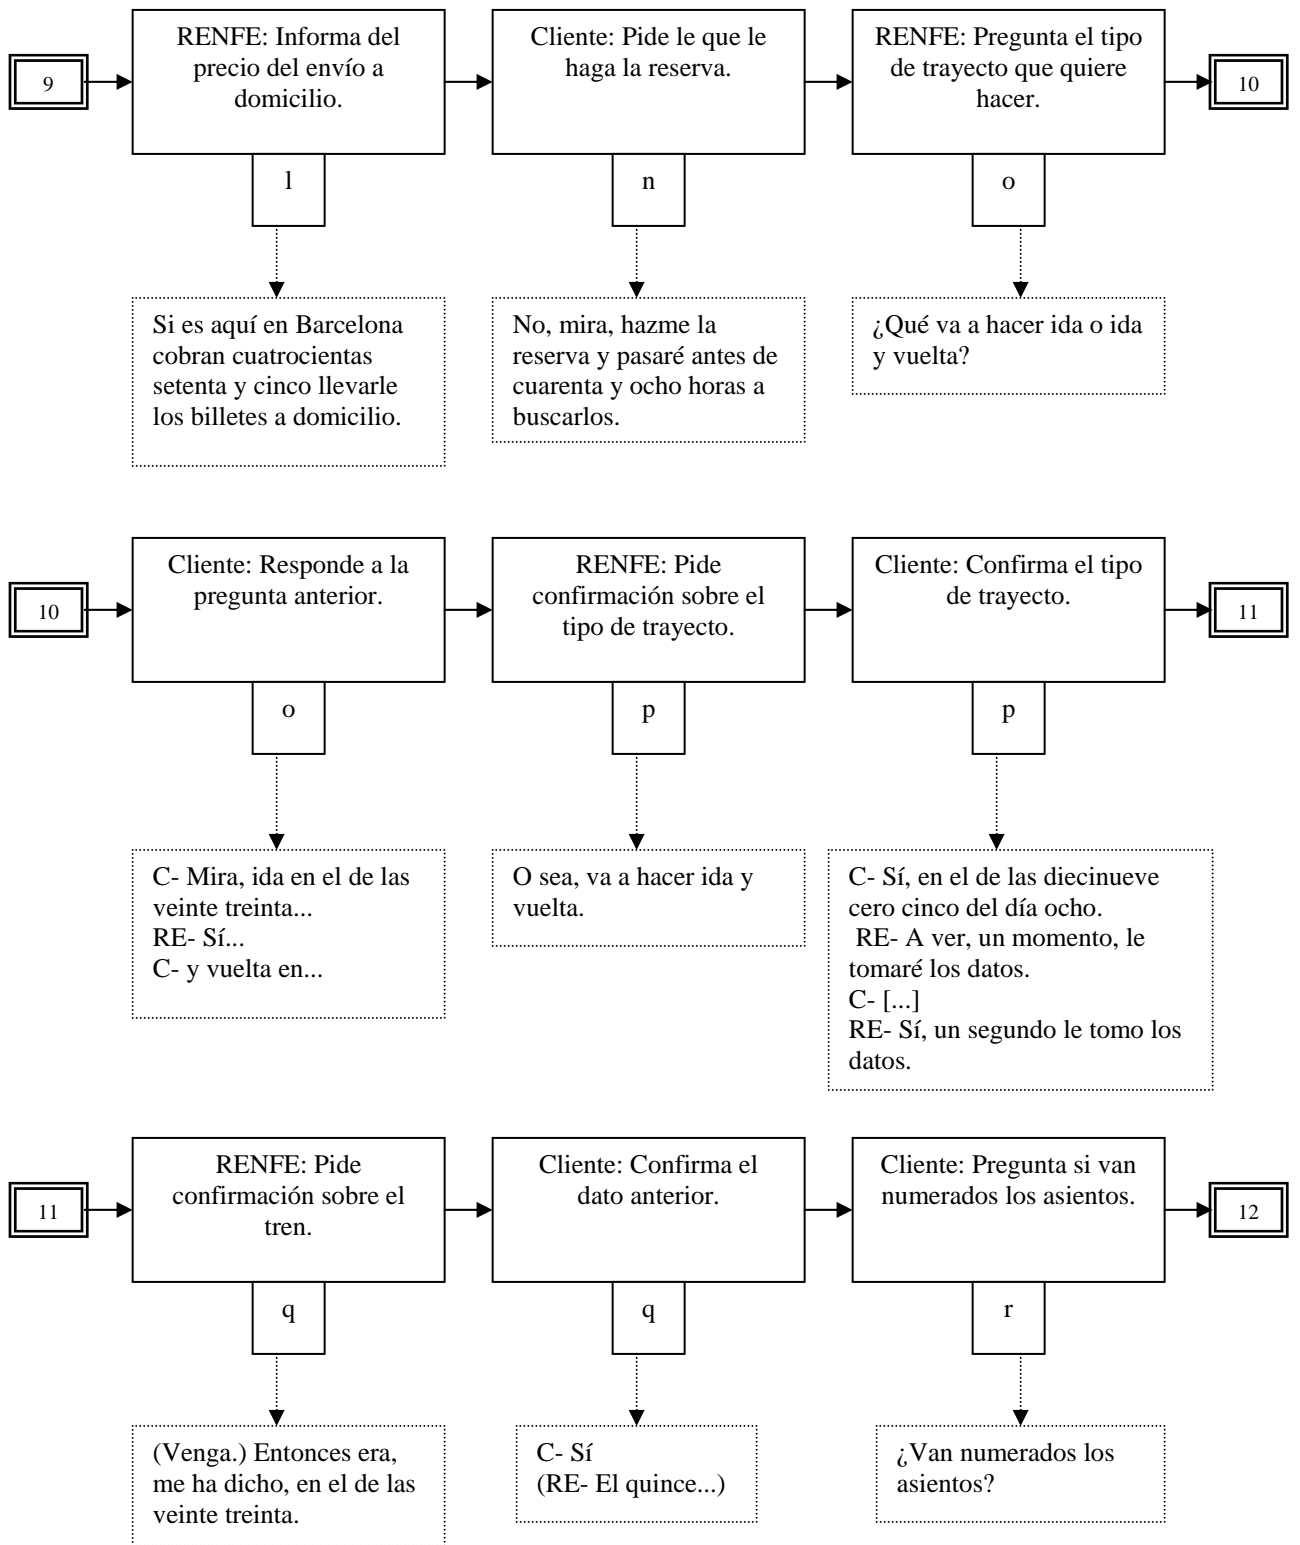 9
RENFE: Informa del
precio del envío a
domicilio.
Cliente: Pide le que le
haga la reserva.
RENFE: Pregunta el tipo
de trayecto que quiere
hacer.
10
l
n
o
Si es aquí en Barcelona
cobran cuatrocientas
setenta y cinco llevarle
los billetes a domicilio.
No, mira, hazme la
reserva y pasaré antes de
cuarenta y ocho horas a
buscarlos.
¿Qué va a hacer ida o ida
y vuelta?
10
Cliente: Responde a la
pregunta anterior.
RENFE: Pide
confirmación sobre el
tipo de trayecto.
Cliente: Confirma el tipo
de trayecto.
11
o
p
p
C- Mira, ida en el de las
veinte treinta...
RE- Sí...
C- y vuelta en...
O sea, va a hacer ida y
vuelta.
C- Sí, en el de las diecinueve
cero cinco del día ocho.
RE- A ver, un momento, le
tomaré los datos.
C- [...]
RE- Sí, un segundo le tomo los
datos.
11
RENFE: Pide
confirmación sobre el
tren.
Cliente: Confirma el
dato anterior.
Cliente: Pregunta si van
numerados los asientos.
12
q
q
r
(Venga.) Entonces era,
me ha dicho, en el de las
veinte treinta.
C- Sí
(RE- El quince...)
¿Van numerados los
asientos?